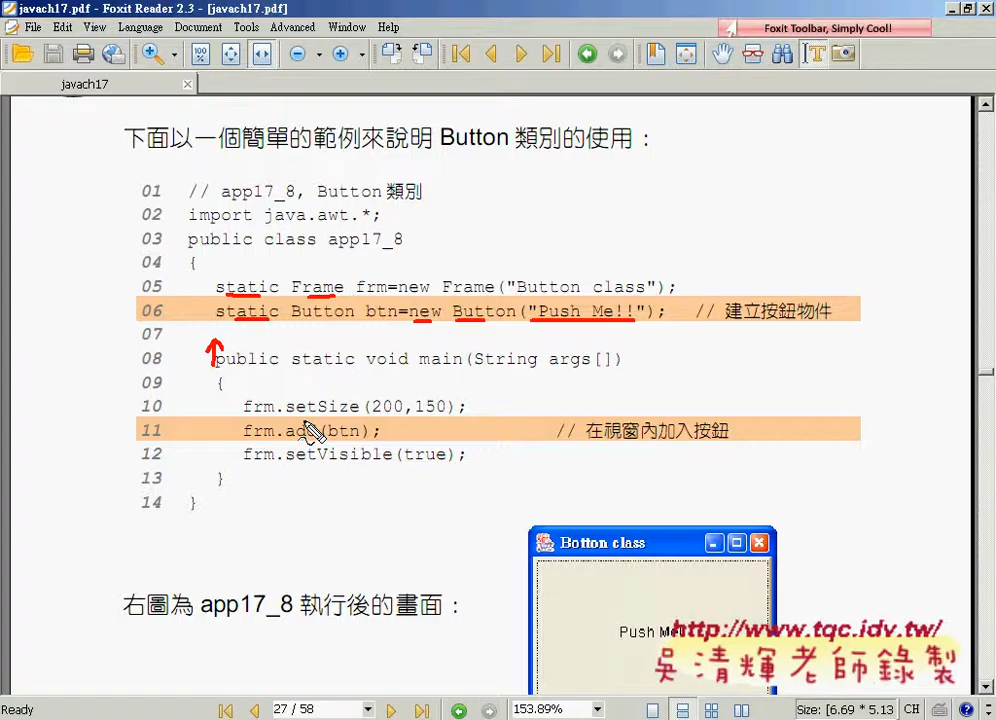 javach17.pdf - Foxit Reader 2.3 - [javach17.pdf]
File Edit View Language Document Tools Advanced Window Help
Foxit Toolbar, Simply Cool!
javach17
下面以一個簡單的範例來說明 Button 類別的使用：
01 // app17_8, Button 類別
02 import java.awt.*;
03 public class app17_8
04 {
05 static Frame frm=new Frame("Button class");
06 static Button btn=new Button("Push Me!!"); // 建立按鈕物件
07
08 public static void main(String args[])
09 {
10 frm.setSize(200,150);
11 frm.add(btn); // 在視窗內加入按鈕
12 frm.setVisible(true);
13 }
14 }
Botton class
右圖為 app17_8 執行後的畫面：
Push
http://www.tqc.idv.tw/
吳清輝老師錄製
Ready 27 / 58 153.89% Size: [6.69 * 5.13 CH